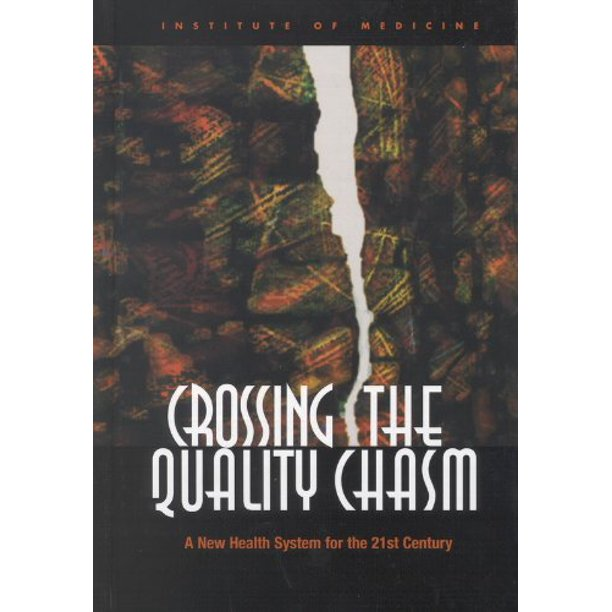 INSTITUTE OF MEDICINE
CROSSING THE
QUALITY CHASM
A New Health System for the 21st Century